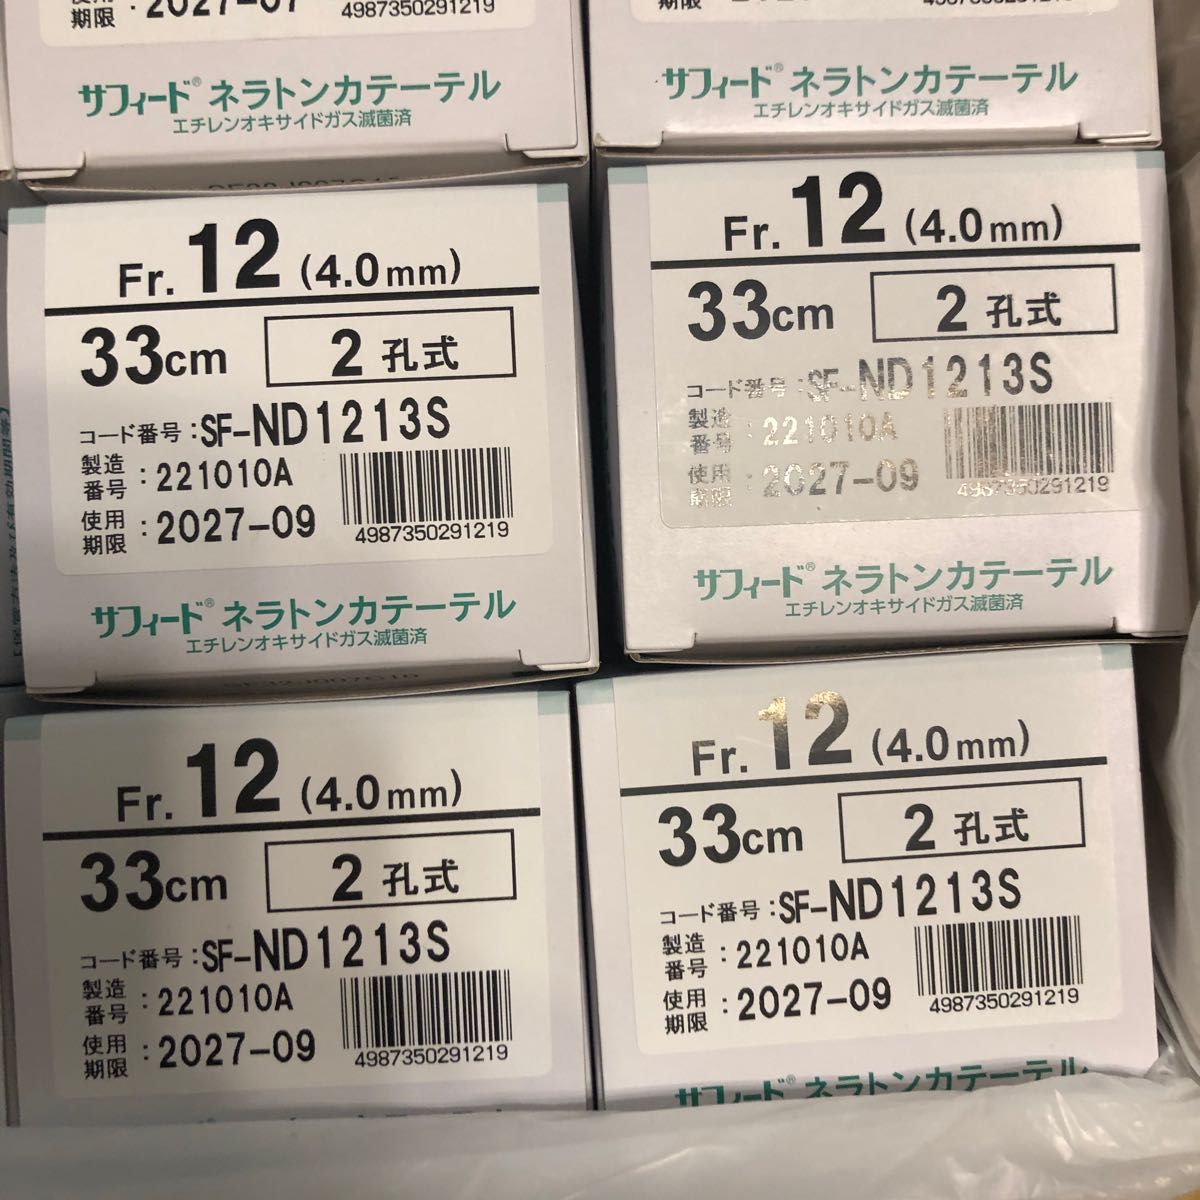 使用
期限
2027-07
4987350291219
4987350291219
サフィード® ネラトンカテーテル
エチレンオキサイドガス滅菌済
サフィード® ネラトンカテーテル
エチレンオキサイドガス滅菌済
Fr. 12 (4.0mm)
33cm 2 孔式
コード番号:SF-ND1213S
製造番号:221010A
使用期限:2027-09
4987350291219
サフィード® ネラトンカテーテル
エチレンオキサイドガス滅菌済
Fr. 12 (4.0mm)
33cm 2 孔式
コード番号:SF-ND1213S
製造番号:221010A
使用期限:2027-09
4987350291219
サフィード® ネラトンカテーテル
エチレンオキサイドガス滅菌済
Fr. 12 (4.0mm)
33cm 2 孔式
コード番号:SF-ND1213S
製造番号:221010A
使用期限:2027-09
4987350291219
Fr. 12 (4.0mm)
33cm 2 孔式
コード番号:SF-ND1213S
製造番号:221010A
使用期限:2027-09
4987350291219
サフィード® ネラトンカテーテル